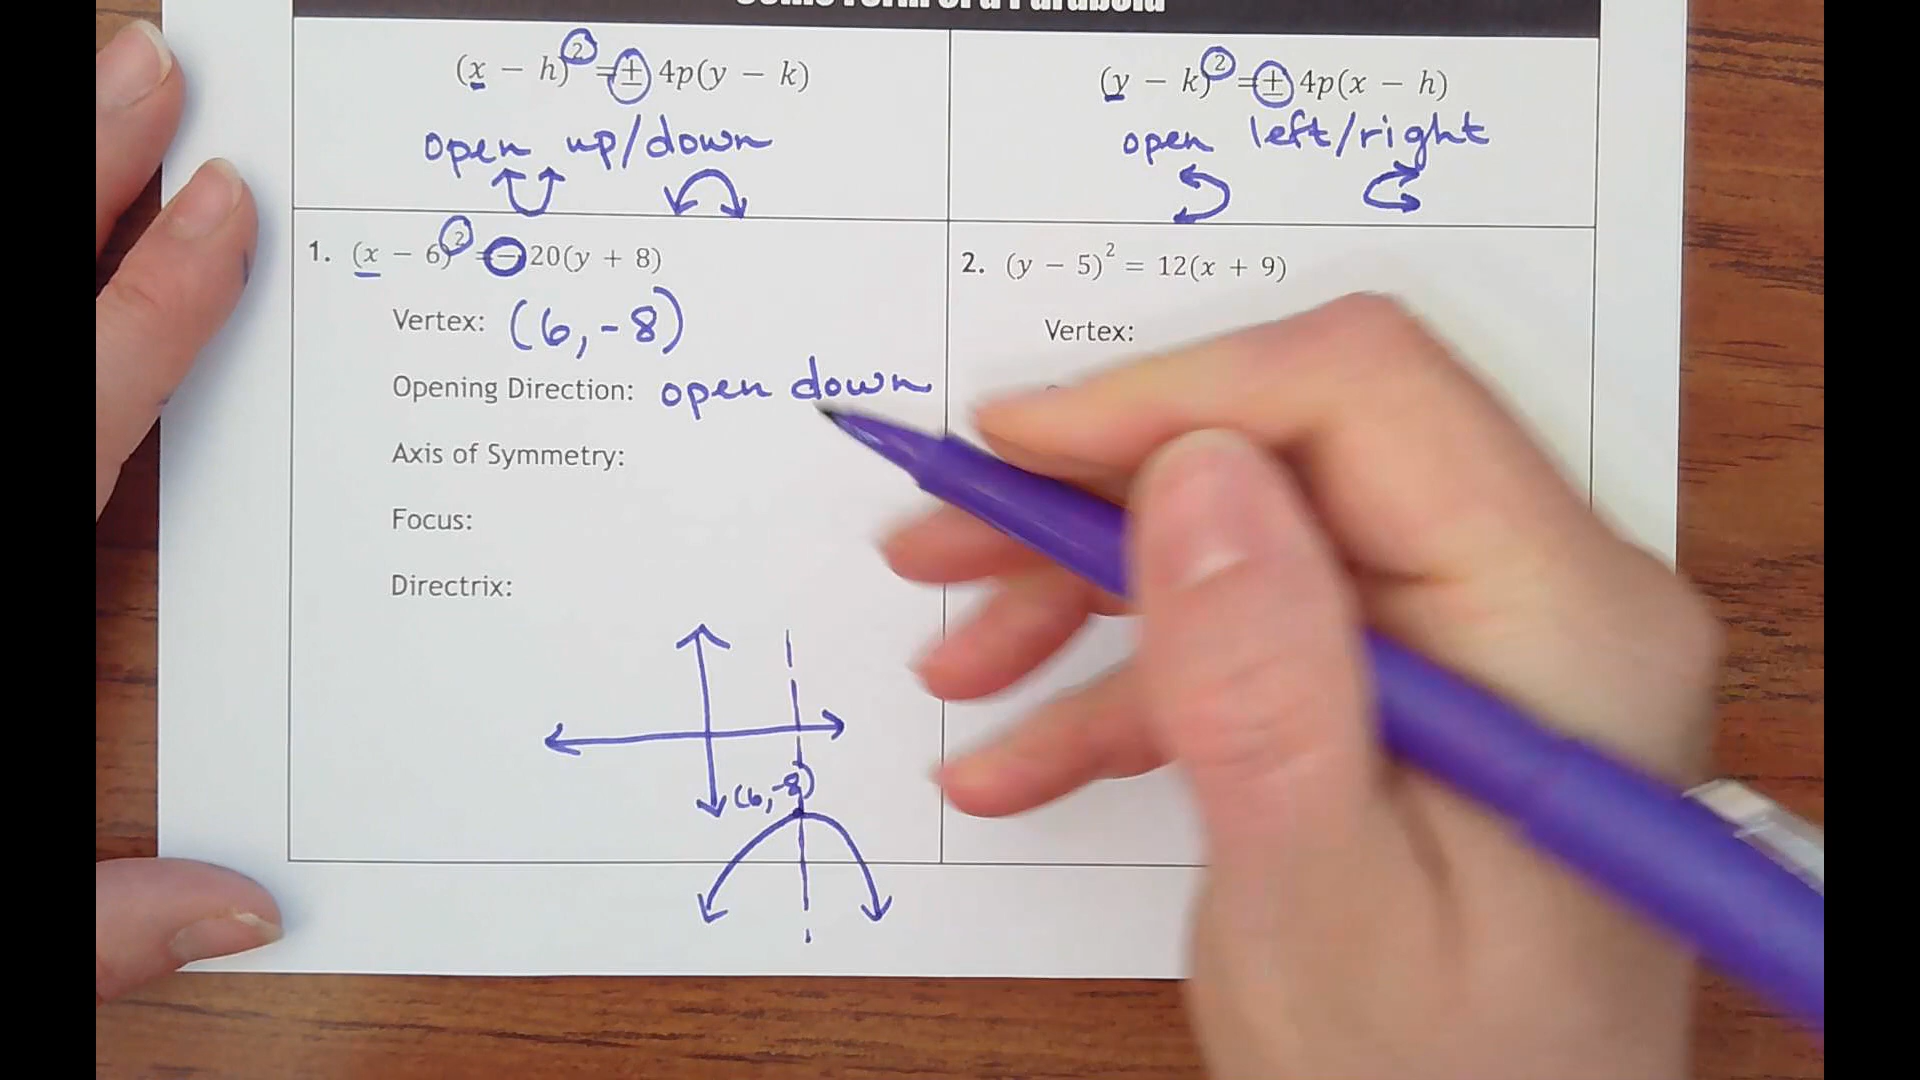 (x − h)² = ± 4p(y − k)
open up/down
(y − k)² = ± 4p(x − h)
open left/right
1. (x − 6)² = − 20(y + 8)
Vertex: (6, -8)
Opening Direction: open down
Axis of Symmetry:
Focus:
Directrix:
(6, -8)
2. (y − 5)² = 12(x + 9)
Vertex: